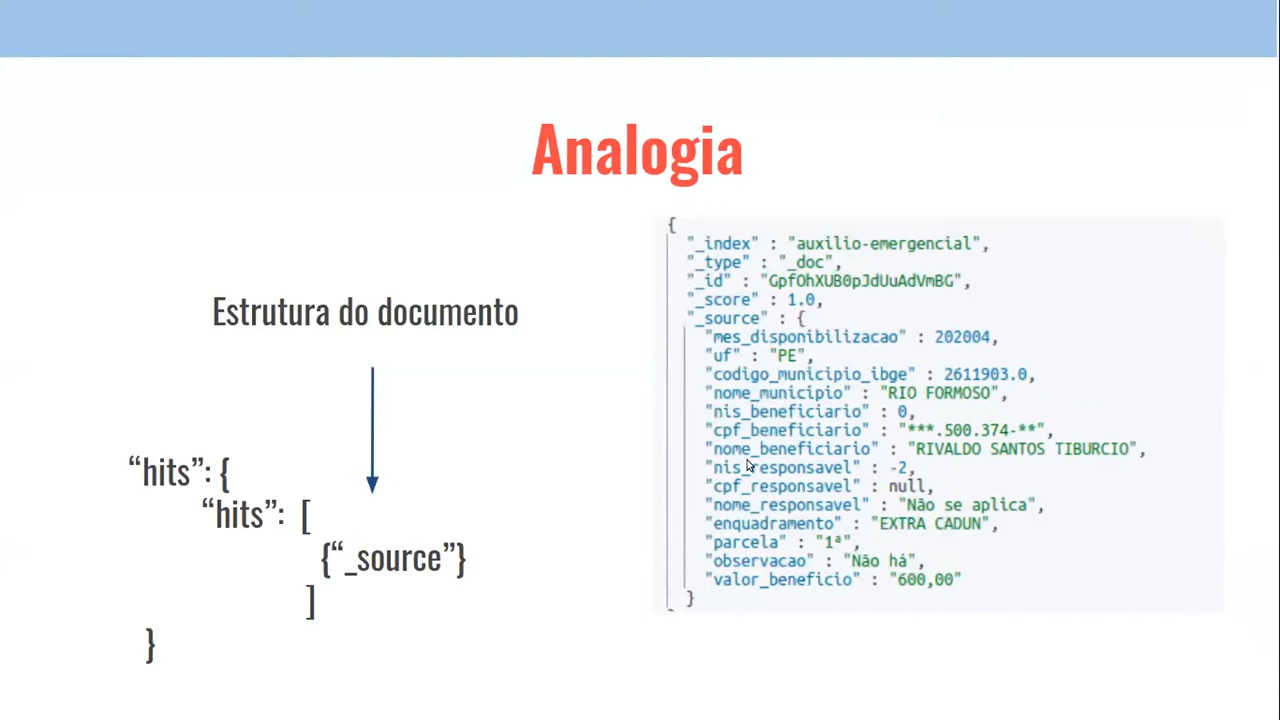 Analogia
Estrutura do documento
“hits”: {
“hits”: [
{“_source”}
]
}
{
"_index" : "auxilio-emergencial",
"_type" : "_doc",
"_id" : "GpfOhXUB0pJdUuAdVmBG",
"_score" : 1.0,
"_source" : {
"mes_disponibilizacao" : 202004,
"uf" : "PE",
"codigo_municipio_ibge" : 2611903.0,
"nome_municipio" : "RIO FORMOSO",
"nis_beneficiario" : 0,
"cpf_beneficiario" : "***.500.374-**",
"nome_beneficiario" : "RIVALDO SANTOS TIBURCIO",
"nis_responsavel" : -2,
"cpf_responsavel" : null,
"nome_responsavel" : "Não se aplica",
"enquadramento" : "EXTRA CADUN",
"parcela" : "1ª",
"observacao" : "Não há",
"valor_beneficio" : "600,00"
}